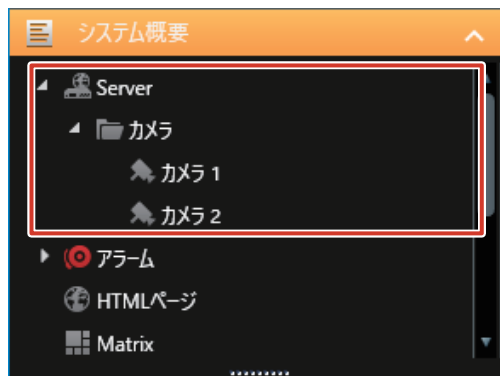 システム概要
Server
カメラ
カメラ 1
カメラ 2
アラーム
HTMLページ
Matrix